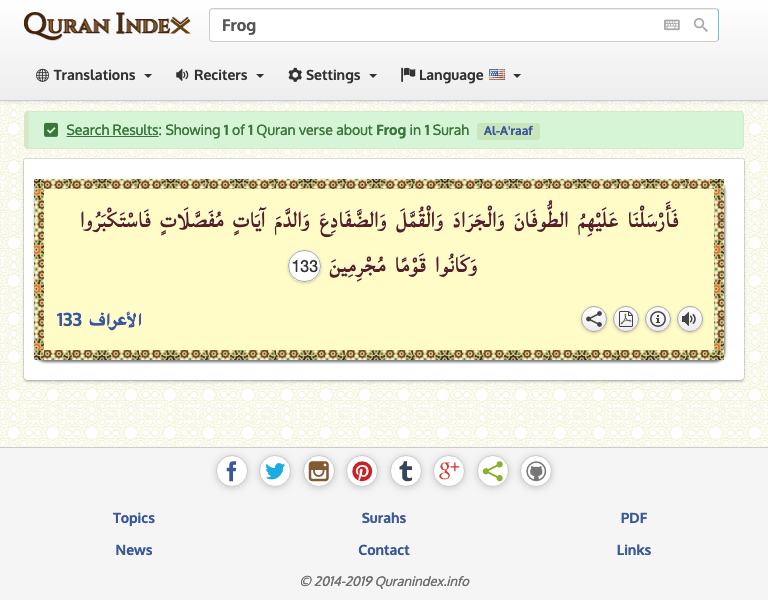 QURAN INDEX
Frog
Translations Reciters Settings Language
Search Results: Showing 1 of 1 Quran verse about Frog in 1 Surah Al-A'raaf
فَأَرْسَلْنَا عَلَيْهِمُ الطُّوفَانَ وَالْجَرَادَ وَالْقُمَّلَ وَالضَّفَادِعَ وَالدَّمَ آيَاتٍ مُفَصَّلَاتٍ فَاسْتَكْبَرُوا
وَكَانُوا قَوْمًا مُجْرِمِينَ 133
الأعراف 133
Topics Surahs PDF
News Contact Links
© 2014-2019 Quranindex.info